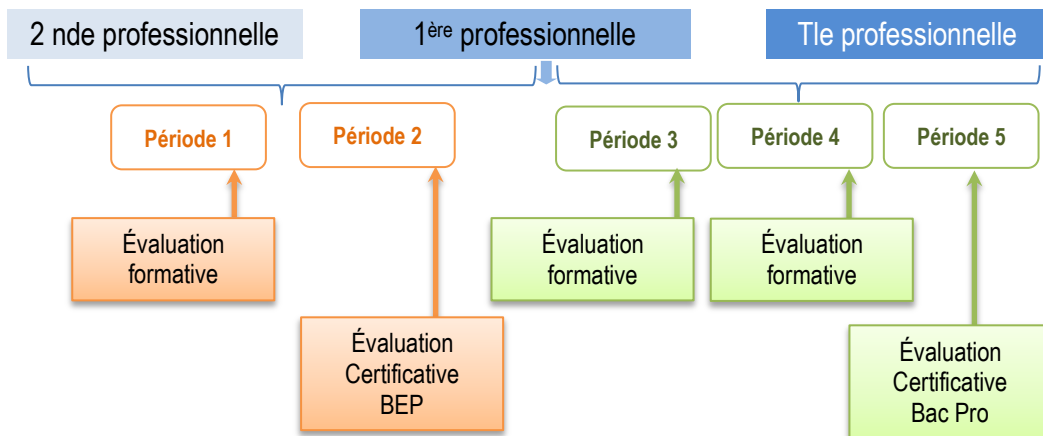 2 nde professionnelle
1ère professionnelle
Tle professionnelle
Période 1
Période 2
Période 3
Période 4
Période 5
Évaluation
formative
Évaluation
formative
Évaluation
formative
Évaluation
Certificative
BEP
Évaluation
Certificative
Bac Pro